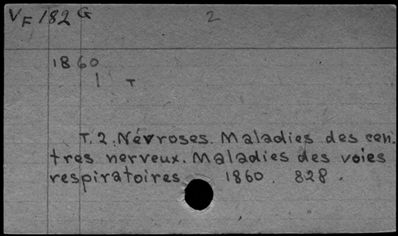 VF 182 G 2
1860
1 T
T. 2. Névroses. Maladies des cen-
tres nerveux. Maladies des voies
respiratoires 1860. 828.